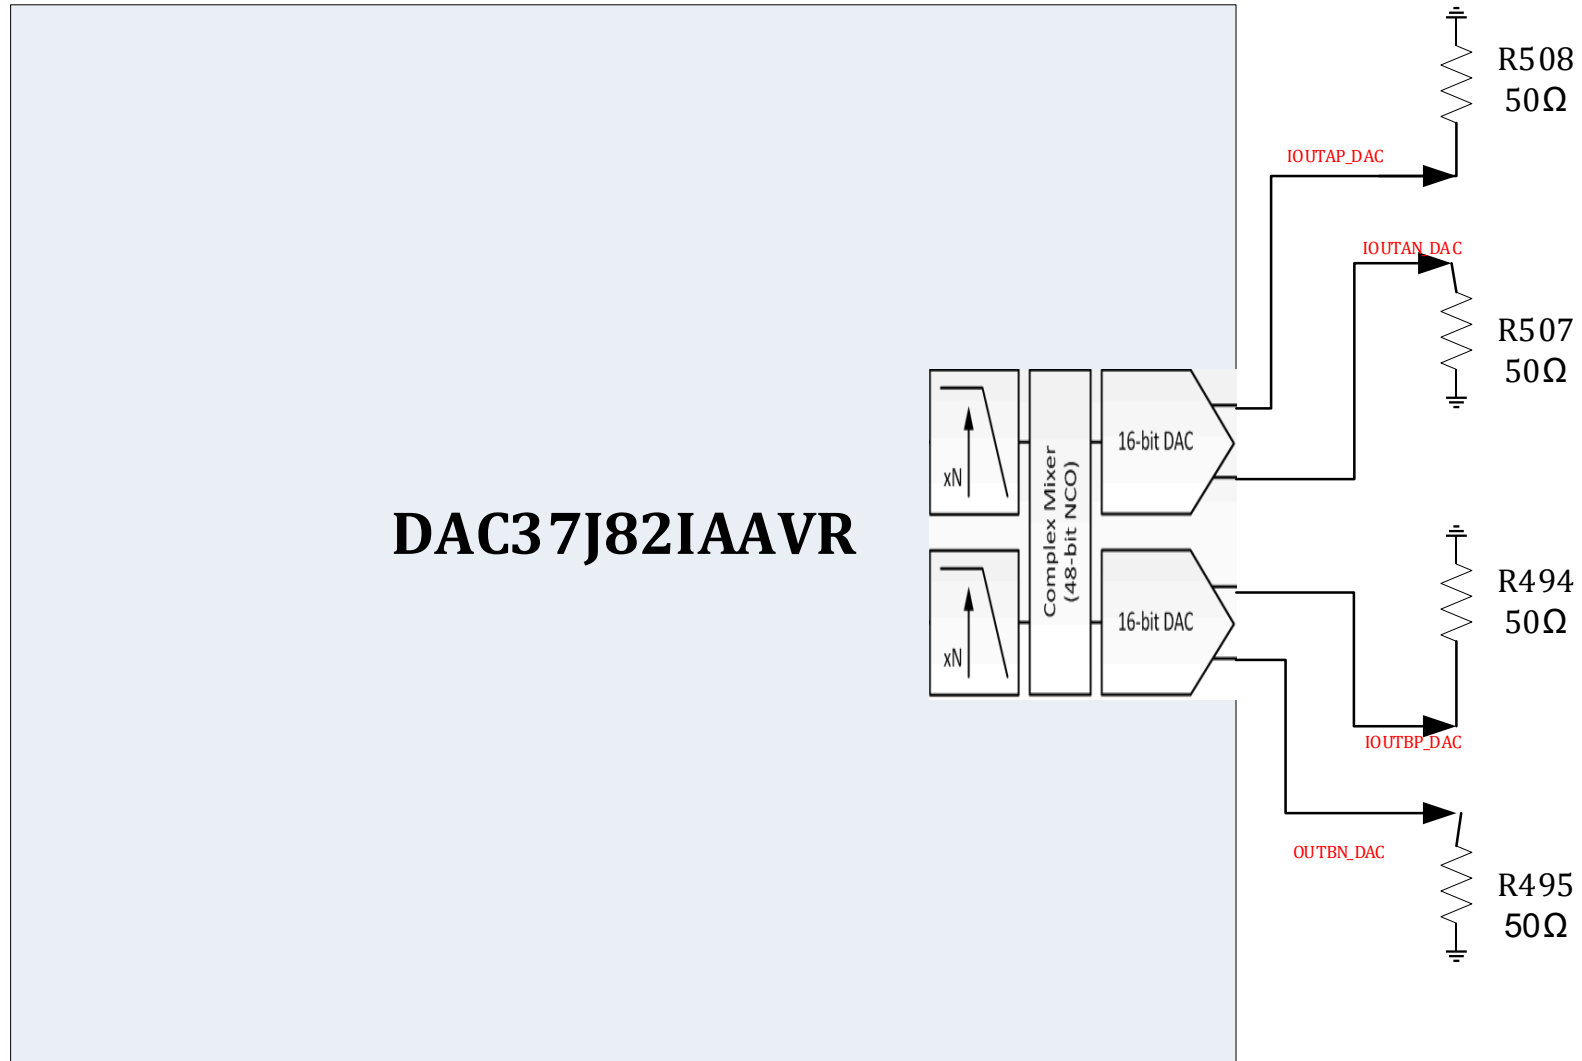 R508
50Ω
IOUTAP_DAC
IOUTAN_DAC
R507
50Ω
xN
Complex Mixer
(48-bit NCO)
16-bit DAC
DAC37J82IAAVR
xN
16-bit DAC
R494
50Ω
IOUTBP_DAC
OUTBN_DAC
R495
50Ω